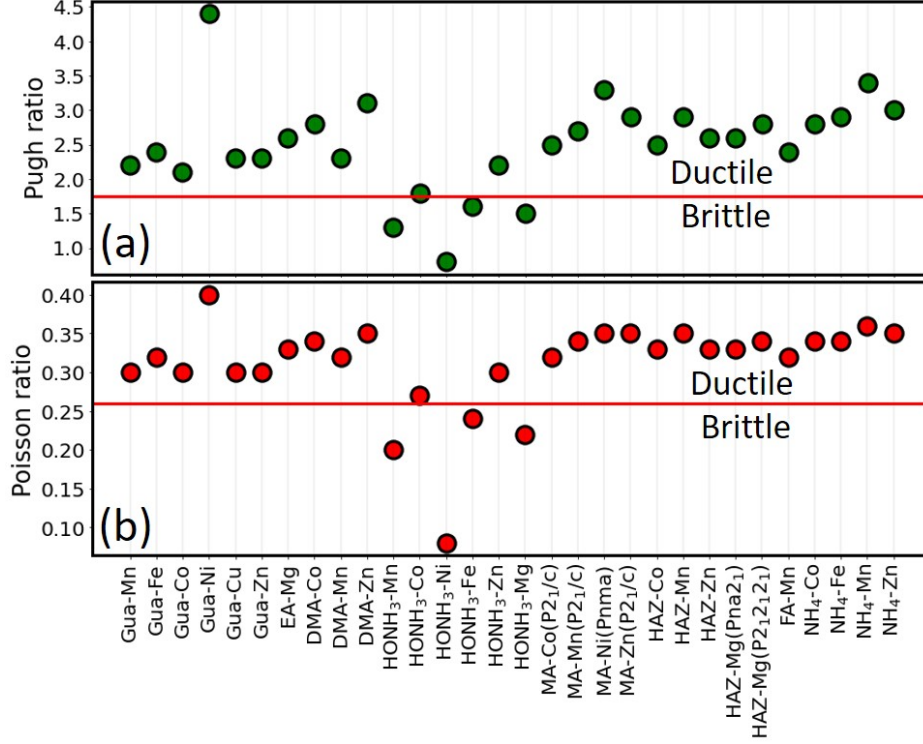 4.5
4.0
3.5
3.0
2.5
2.0
1.5
1.0
Pugh ratio
Ductile
Brittle
(a)
0.40
0.35
0.30
0.25
0.20
0.15
0.10
Poisson ratio
Ductile
Brittle
(b)
Gua-Mn
Gua-Fe
Gua-Co
Gua-Ni
Gua-Cu
Gua-Zn
EA-Mg
DMA-Co
DMA-Mn
DMA-Zn
HONH₃-Mn
HONH₃-Co
HONH₃-Ni
HONH₃-Fe
HONH₃-Zn
HONH₃-Mg
MA-Co(P2₁/c)
MA-Mn(P2₁/c)
MA-Ni(Pnma)
MA-Zn(P2₁/c)
HAZ-Co
HAZ-Mn
HAZ-Zn
HAZ-Mg(Pna2₁)
HAZ-Mg(P2₁2₁2₁)
FA-Mn
NH₄-Co
NH₄-Fe
NH₄-Mn
NH₄-Zn